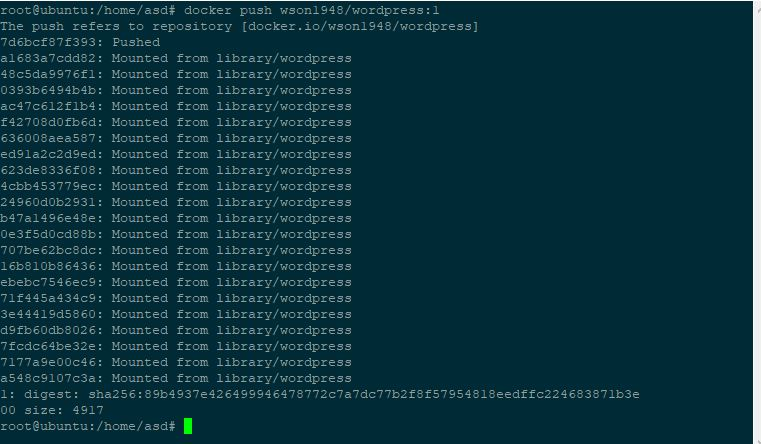 root@ubuntu:/home/asd# docker push wson1948/wordpress:1
The push refers to repository [docker.io/wson1948/wordpress]
7d6bcf87f393: Pushed
a1683a7cdd82: Mounted from library/wordpress
48c5da9976f1: Mounted from library/wordpress
0393b6494b4b: Mounted from library/wordpress
ac47c612f1b4: Mounted from library/wordpress
f42708d0fb6d: Mounted from library/wordpress
636008aea587: Mounted from library/wordpress
ed91a2c2d9ed: Mounted from library/wordpress
623de8336f08: Mounted from library/wordpress
4cbb453779ec: Mounted from library/wordpress
24960d0b2931: Mounted from library/wordpress
b47a1496e48e: Mounted from library/wordpress
0e3f5d0cd88b: Mounted from library/wordpress
707be62bc8dc: Mounted from library/wordpress
16b810b86436: Mounted from library/wordpress
ebebc7546ec9: Mounted from library/wordpress
71f445a434c9: Mounted from library/wordpress
3e44419d5860: Mounted from library/wordpress
d9fb60db8026: Mounted from library/wordpress
7fcdc64be32e: Mounted from library/wordpress
7177a9e00c46: Mounted from library/wordpress
a548c9107c3a: Mounted from library/wordpress
1: digest: sha256:89b4937e426499946478772c7a7dc77b2f8f57954818eedffc224683871b3e
00 size: 4917
root@ubuntu:/home/asd#